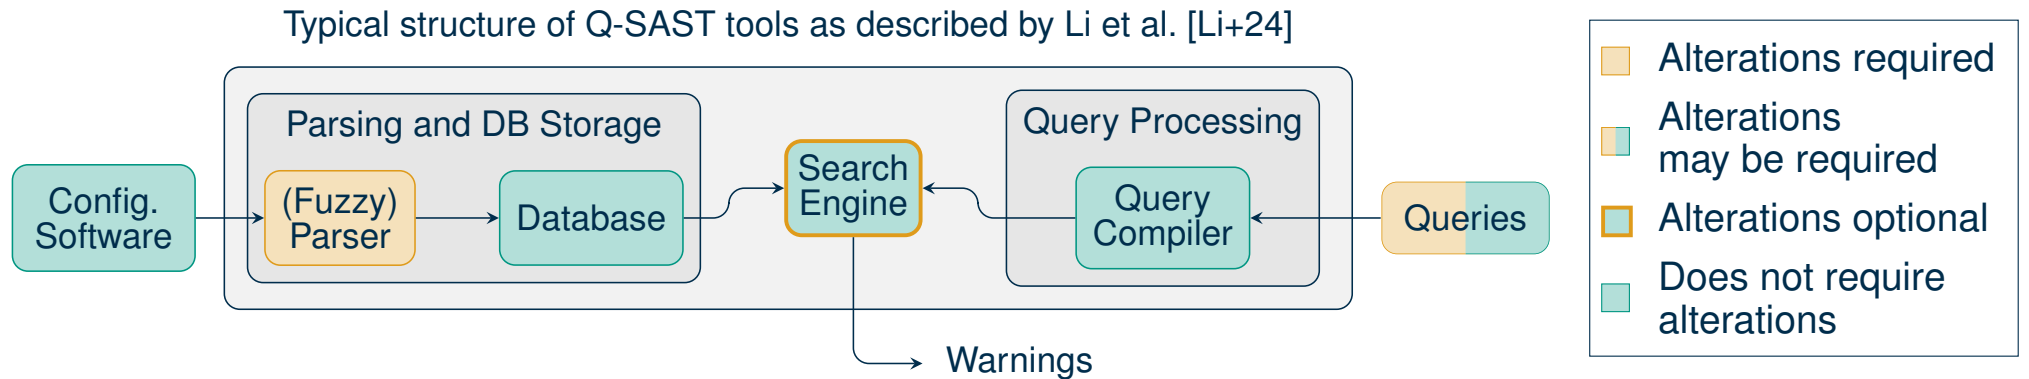 Typical structure of Q-SAST tools as described by Li et al. [Li+24]
Parsing and DB Storage
Query Processing
Config.
Software
(Fuzzy)
Parser
Database
Search
Engine
Query
Compiler
Queries
Warnings
Alterations required
Alterations
may be required
Alterations optional
Does not require
alterations